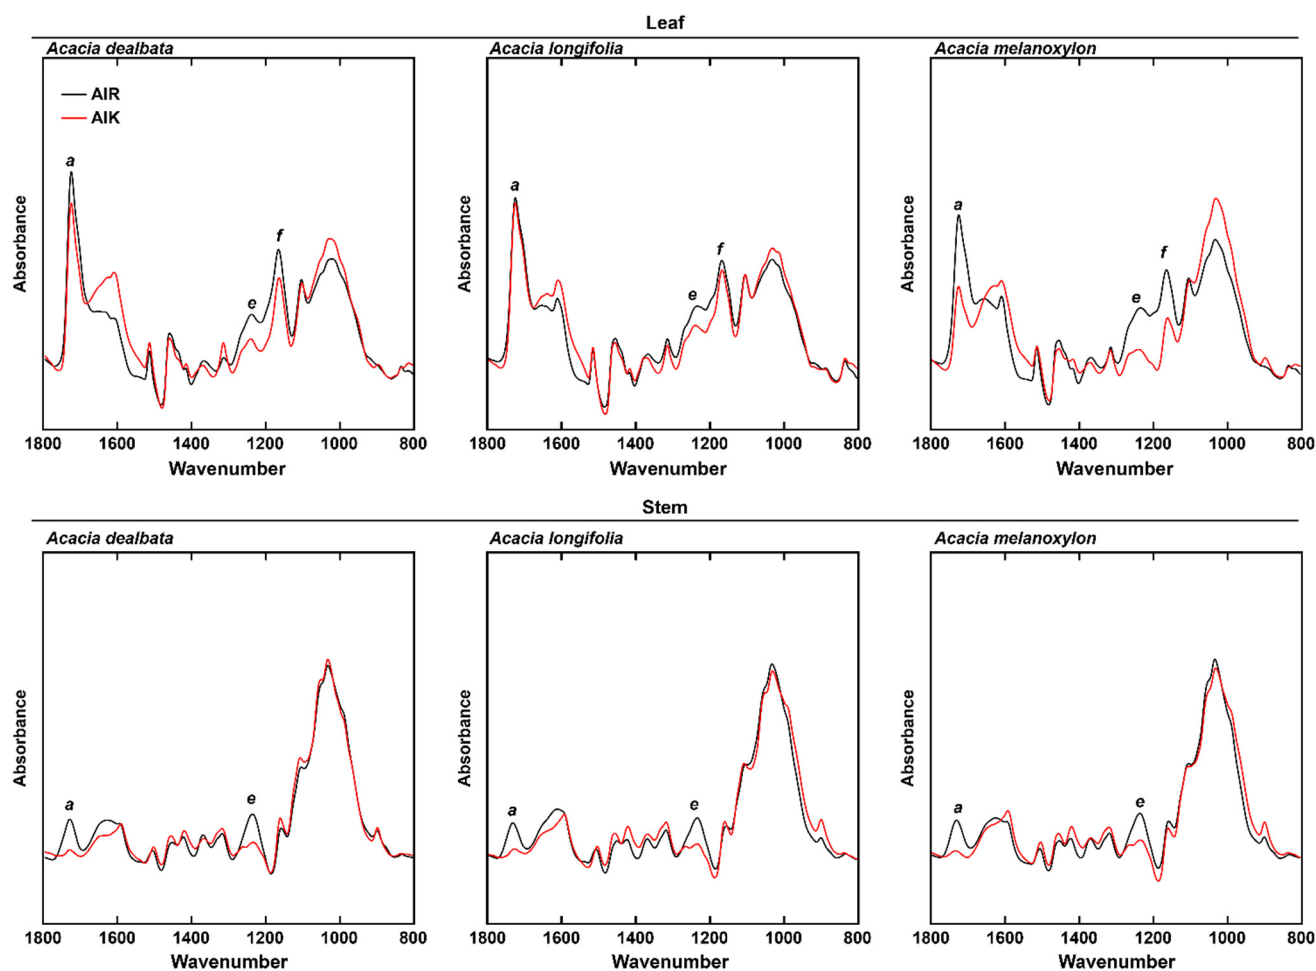 Leaf
Acacia dealbata
Acacia longifolia
Acacia melanoxylon
AIR
AIK
a
e
f
a
e
f
a
e
f
Absorbance
Absorbance
Absorbance
1800 1600 1400 1200 1000 800
1800 1600 1400 1200 1000 800
1800 1600 1400 1200 1000 800
Wavenumber
Wavenumber
Wavenumber
Stem
Acacia dealbata
Acacia longifolia
Acacia melanoxylon
a
e
a
e
a
e
Absorbance
Absorbance
Absorbance
1800 1600 1400 1200 1000 800
1800 1600 1400 1200 1000 800
1800 1600 1400 1200 1000 800
Wavenumber
Wavenumber
Wavenumber